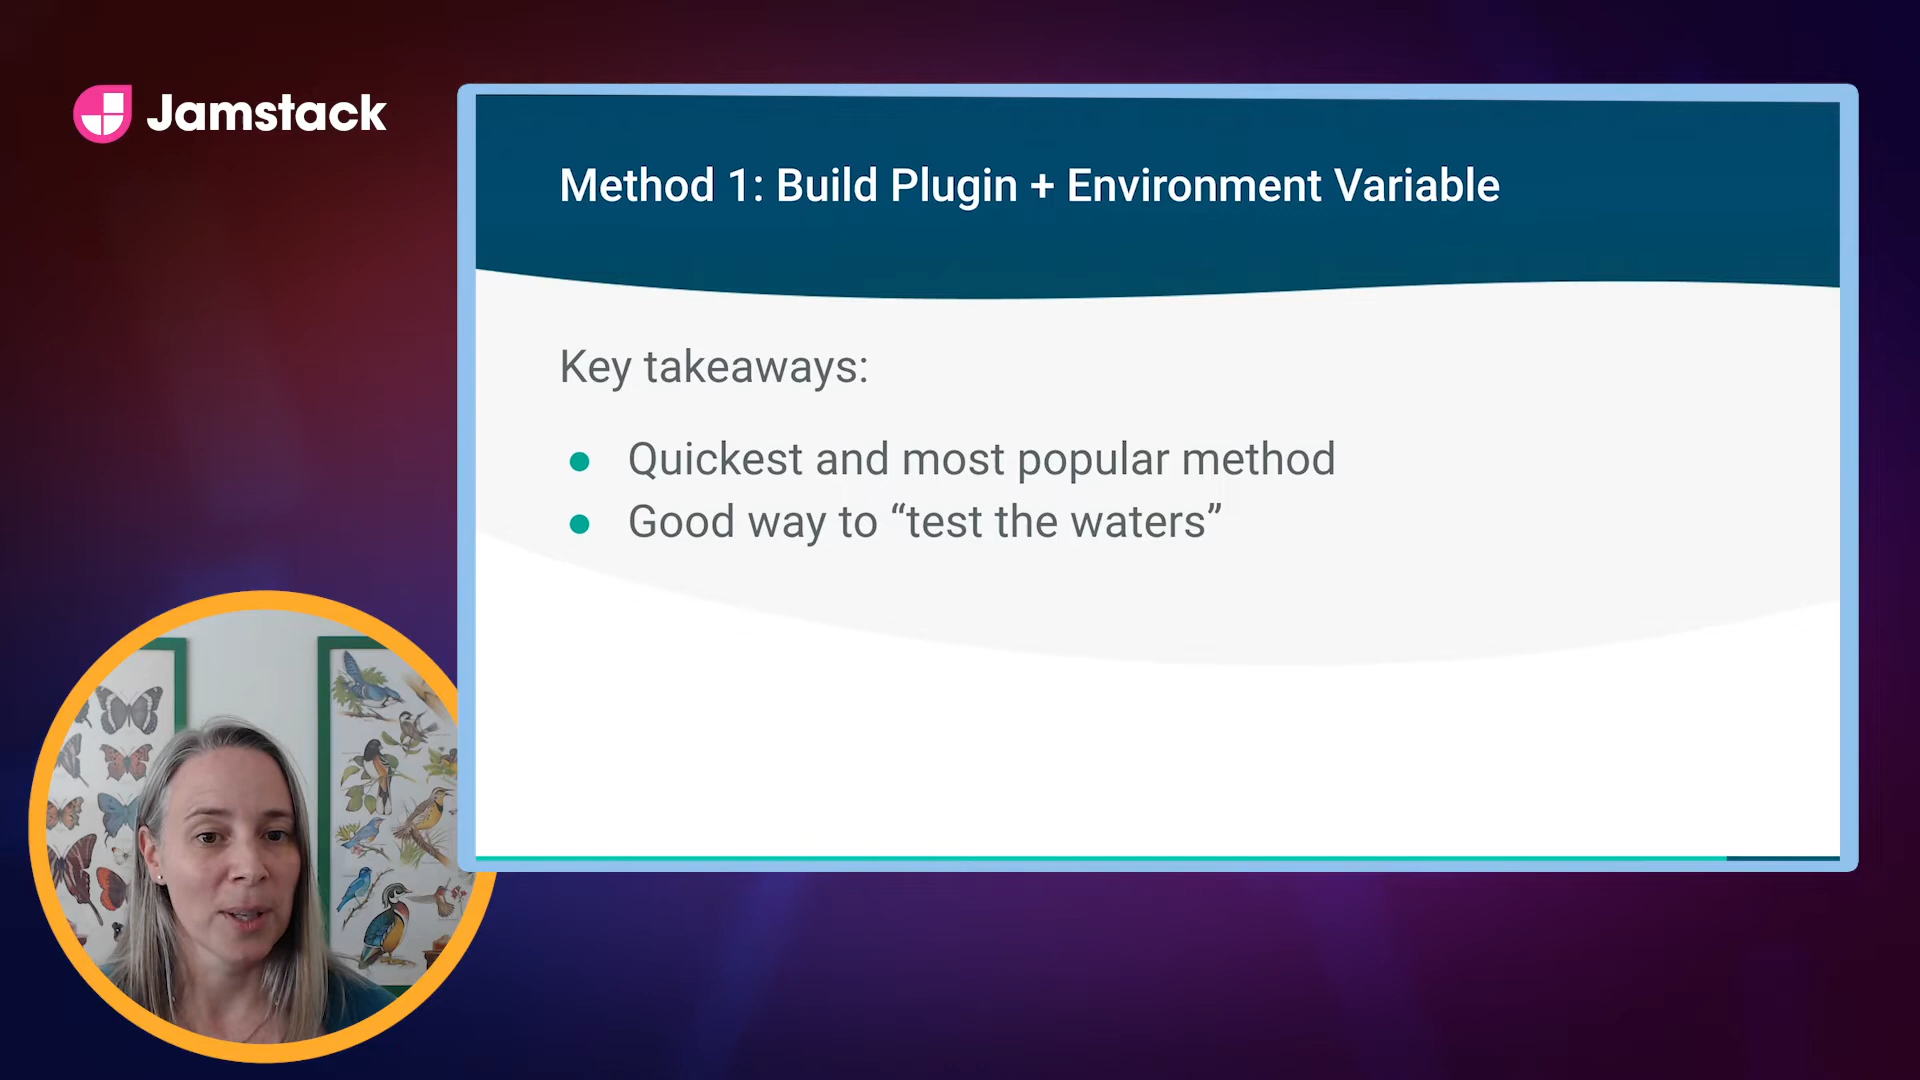 Jamstack
Method 1: Build Plugin + Environment Variable
Key takeaways:
● Quickest and most popular method
● Good way to “test the waters”